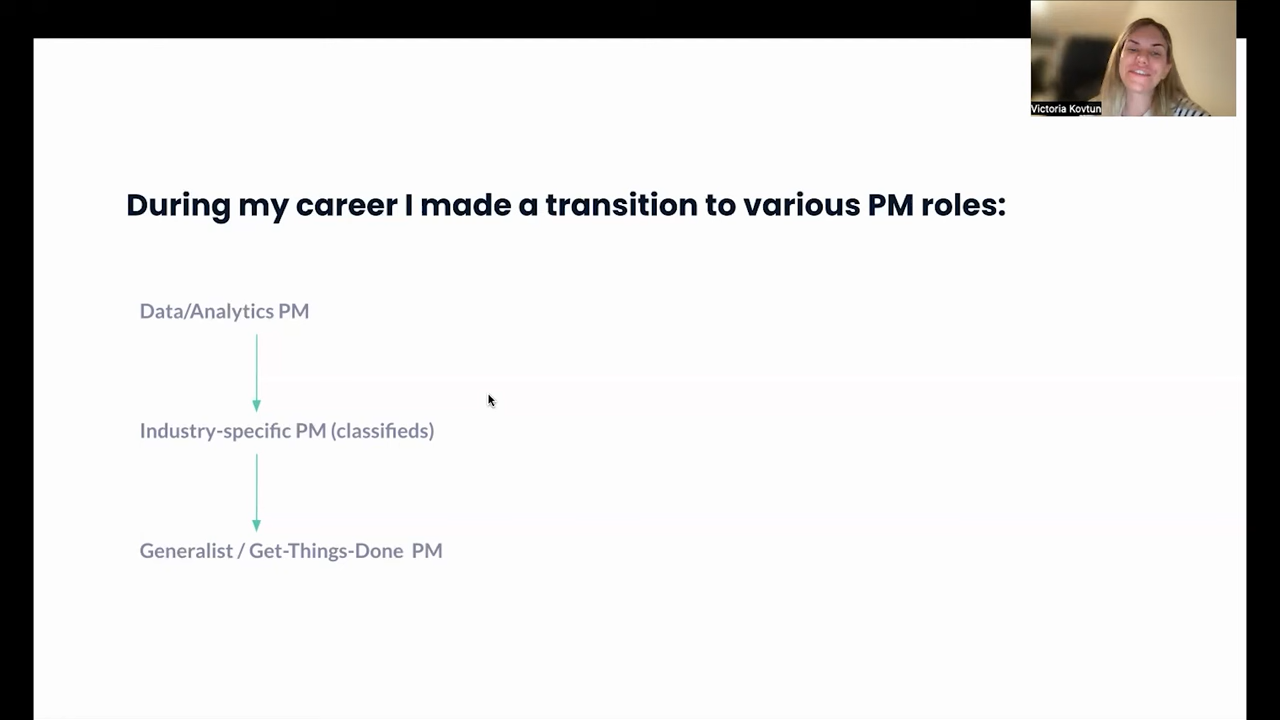 Victoria Kovtun
During my career I made a transition to various PM roles:
Data/Analytics PM
Industry-specific PM (classifieds)
Generalist / Get-Things-Done PM